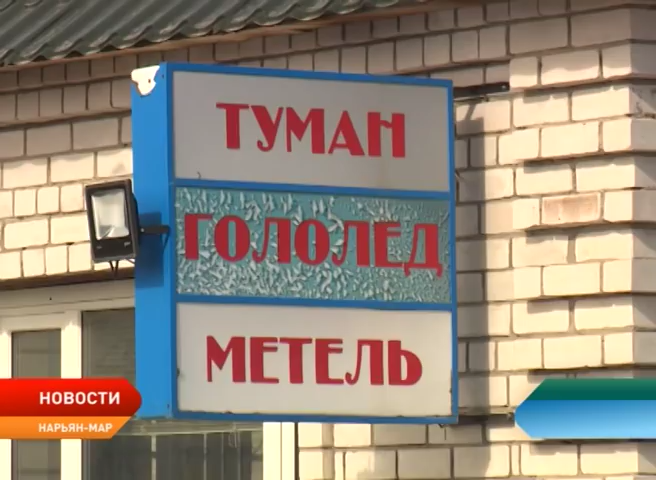 ТУМАН
ГОЛОЛЕД
МЕТЕЛЬ
НОВОСТИ
НАРЬЯН-МАР